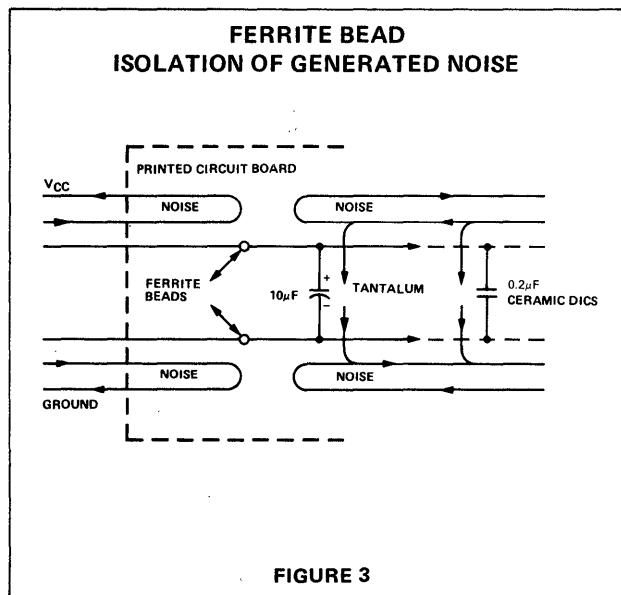 FERRITE BEAD
ISOLATION OF GENERATED NOISE
PRINTED CIRCUIT BOARD
VCC
NOISE
NOISE
FERRITE
BEADS
10µF
+
−
TANTALUM
0.2µF
CERAMIC DICS
NOISE
NOISE
GROUND
FIGURE 3